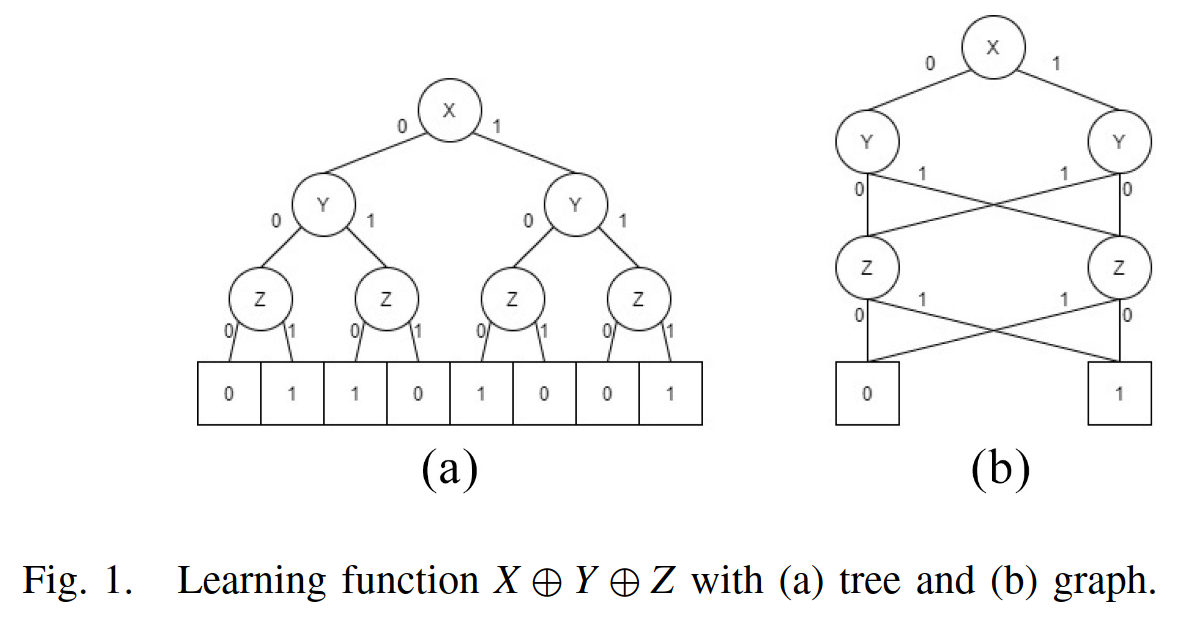 X
0 1
Y Y
0 1 0 1
Z Z Z Z
0 1 0 1 0 1 0 1
0 1 1 0 1 0 0 1
(a)
X
0 1
Y Y
0 1 1 0
Z Z
0 1 1 0
0 1
(b)
Fig. 1. Learning function X ⊕ Y ⊕ Z with (a) tree and (b) graph.